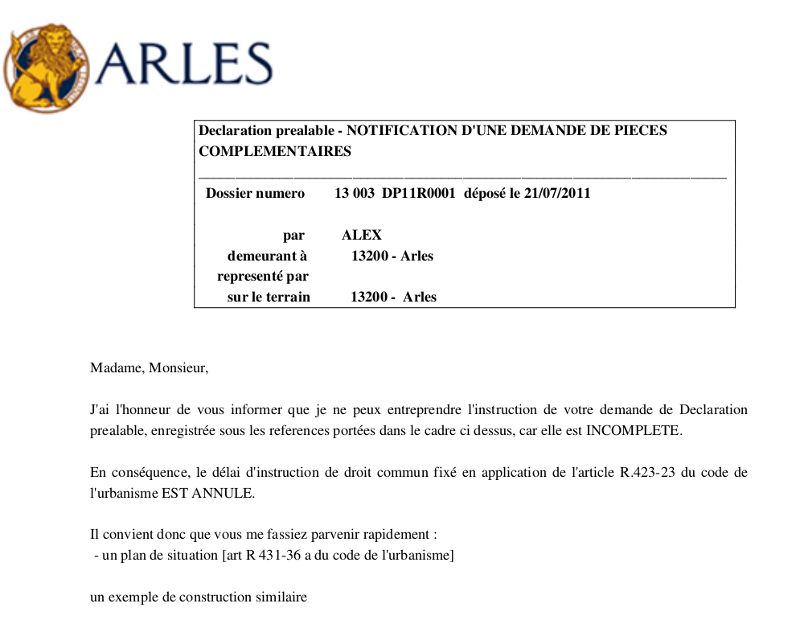 ARLES
Declaration prealable - NOTIFICATION D'UNE DEMANDE DE PIECES
COMPLEMENTAIRES
Dossier numero 13 003 DP11R0001 déposé le 21/07/2011
par ALEX
demeurant à 13200 - Arles
representé par
sur le terrain 13200 - Arles
Madame, Monsieur,
J'ai l'honneur de vous informer que je ne peux entreprendre l'instruction de votre demande de Declaration
prealable, enregistrée sous les references portées dans le cadre ci dessus, car elle est INCOMPLETE.
En conséquence, le délai d'instruction de droit commun fixé en application de l'article R.423-23 du code de
l'urbanisme EST ANNULE.
Il convient donc que vous me fassiez parvenir rapidement :
- un plan de situation [art R 431-36 a du code de l'urbanisme]
un exemple de construction similaire